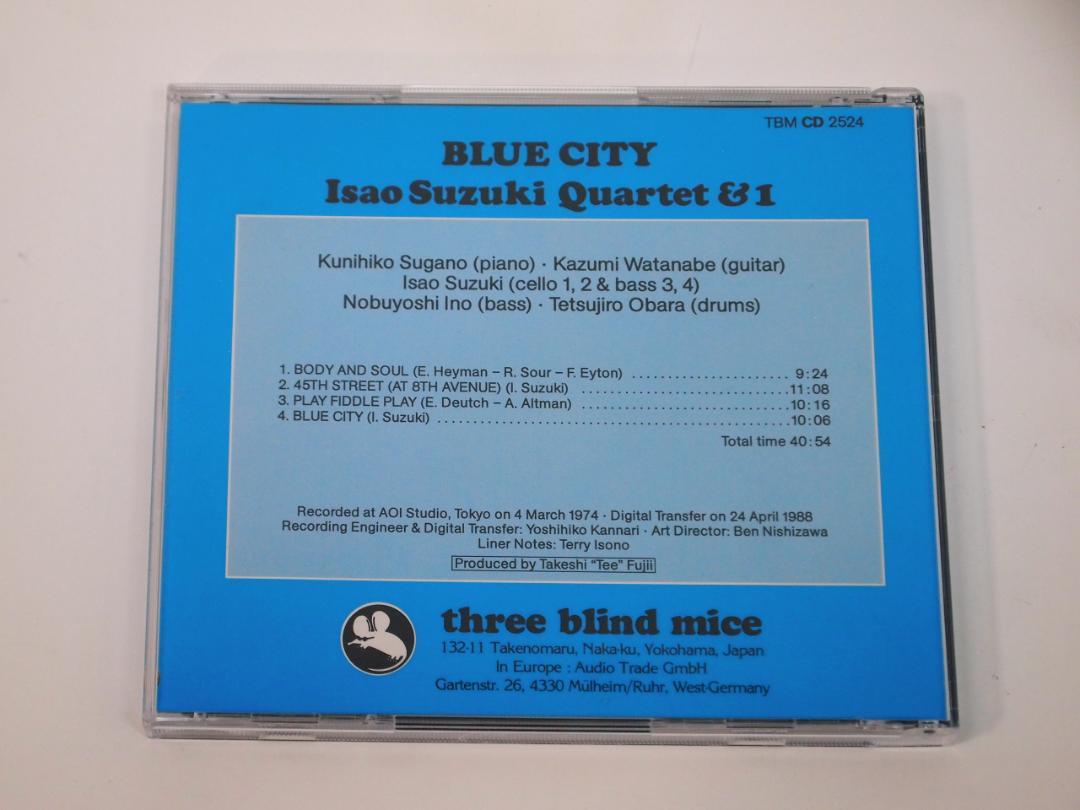 TBM CD 2524
BLUE CITY
Isao Suzuki Quartet & 1
Kunihiko Sugano (piano) · Kazumi Watanabe (guitar)
Isao Suzuki (cello 1, 2 & bass 3, 4)
Nobuyoshi Ino (bass) · Tetsujiro Obara (drums)
1. BODY AND SOUL (E. Heyman – R. Sour – F. Eyton) ...................... 9:24
2. 45TH STREET (AT 8TH AVENUE) (I. Suzuki) .............................11:08
3. PLAY FIDDLE PLAY (E. Deutch – A. Altman) ...........................10:16
4. BLUE CITY (I. Suzuki) .............................................10:06
Total time 40:54
Recorded at AOI Studio, Tokyo on 4 March 1974 · Digital Transfer on 24 April 1988
Recording Engineer & Digital Transfer: Yoshihiko Kannari · Art Director: Ben Nishizawa
Liner Notes: Terry Isono
Produced by Takeshi "Tee" Fujii
three blind mice
132-11 Takenomaru, Naka-ku, Yokohama, Japan
In Europe : Audio Trade GmbH
Gartenstr. 26, 4330 Mülheim/Ruhr, West-Germany